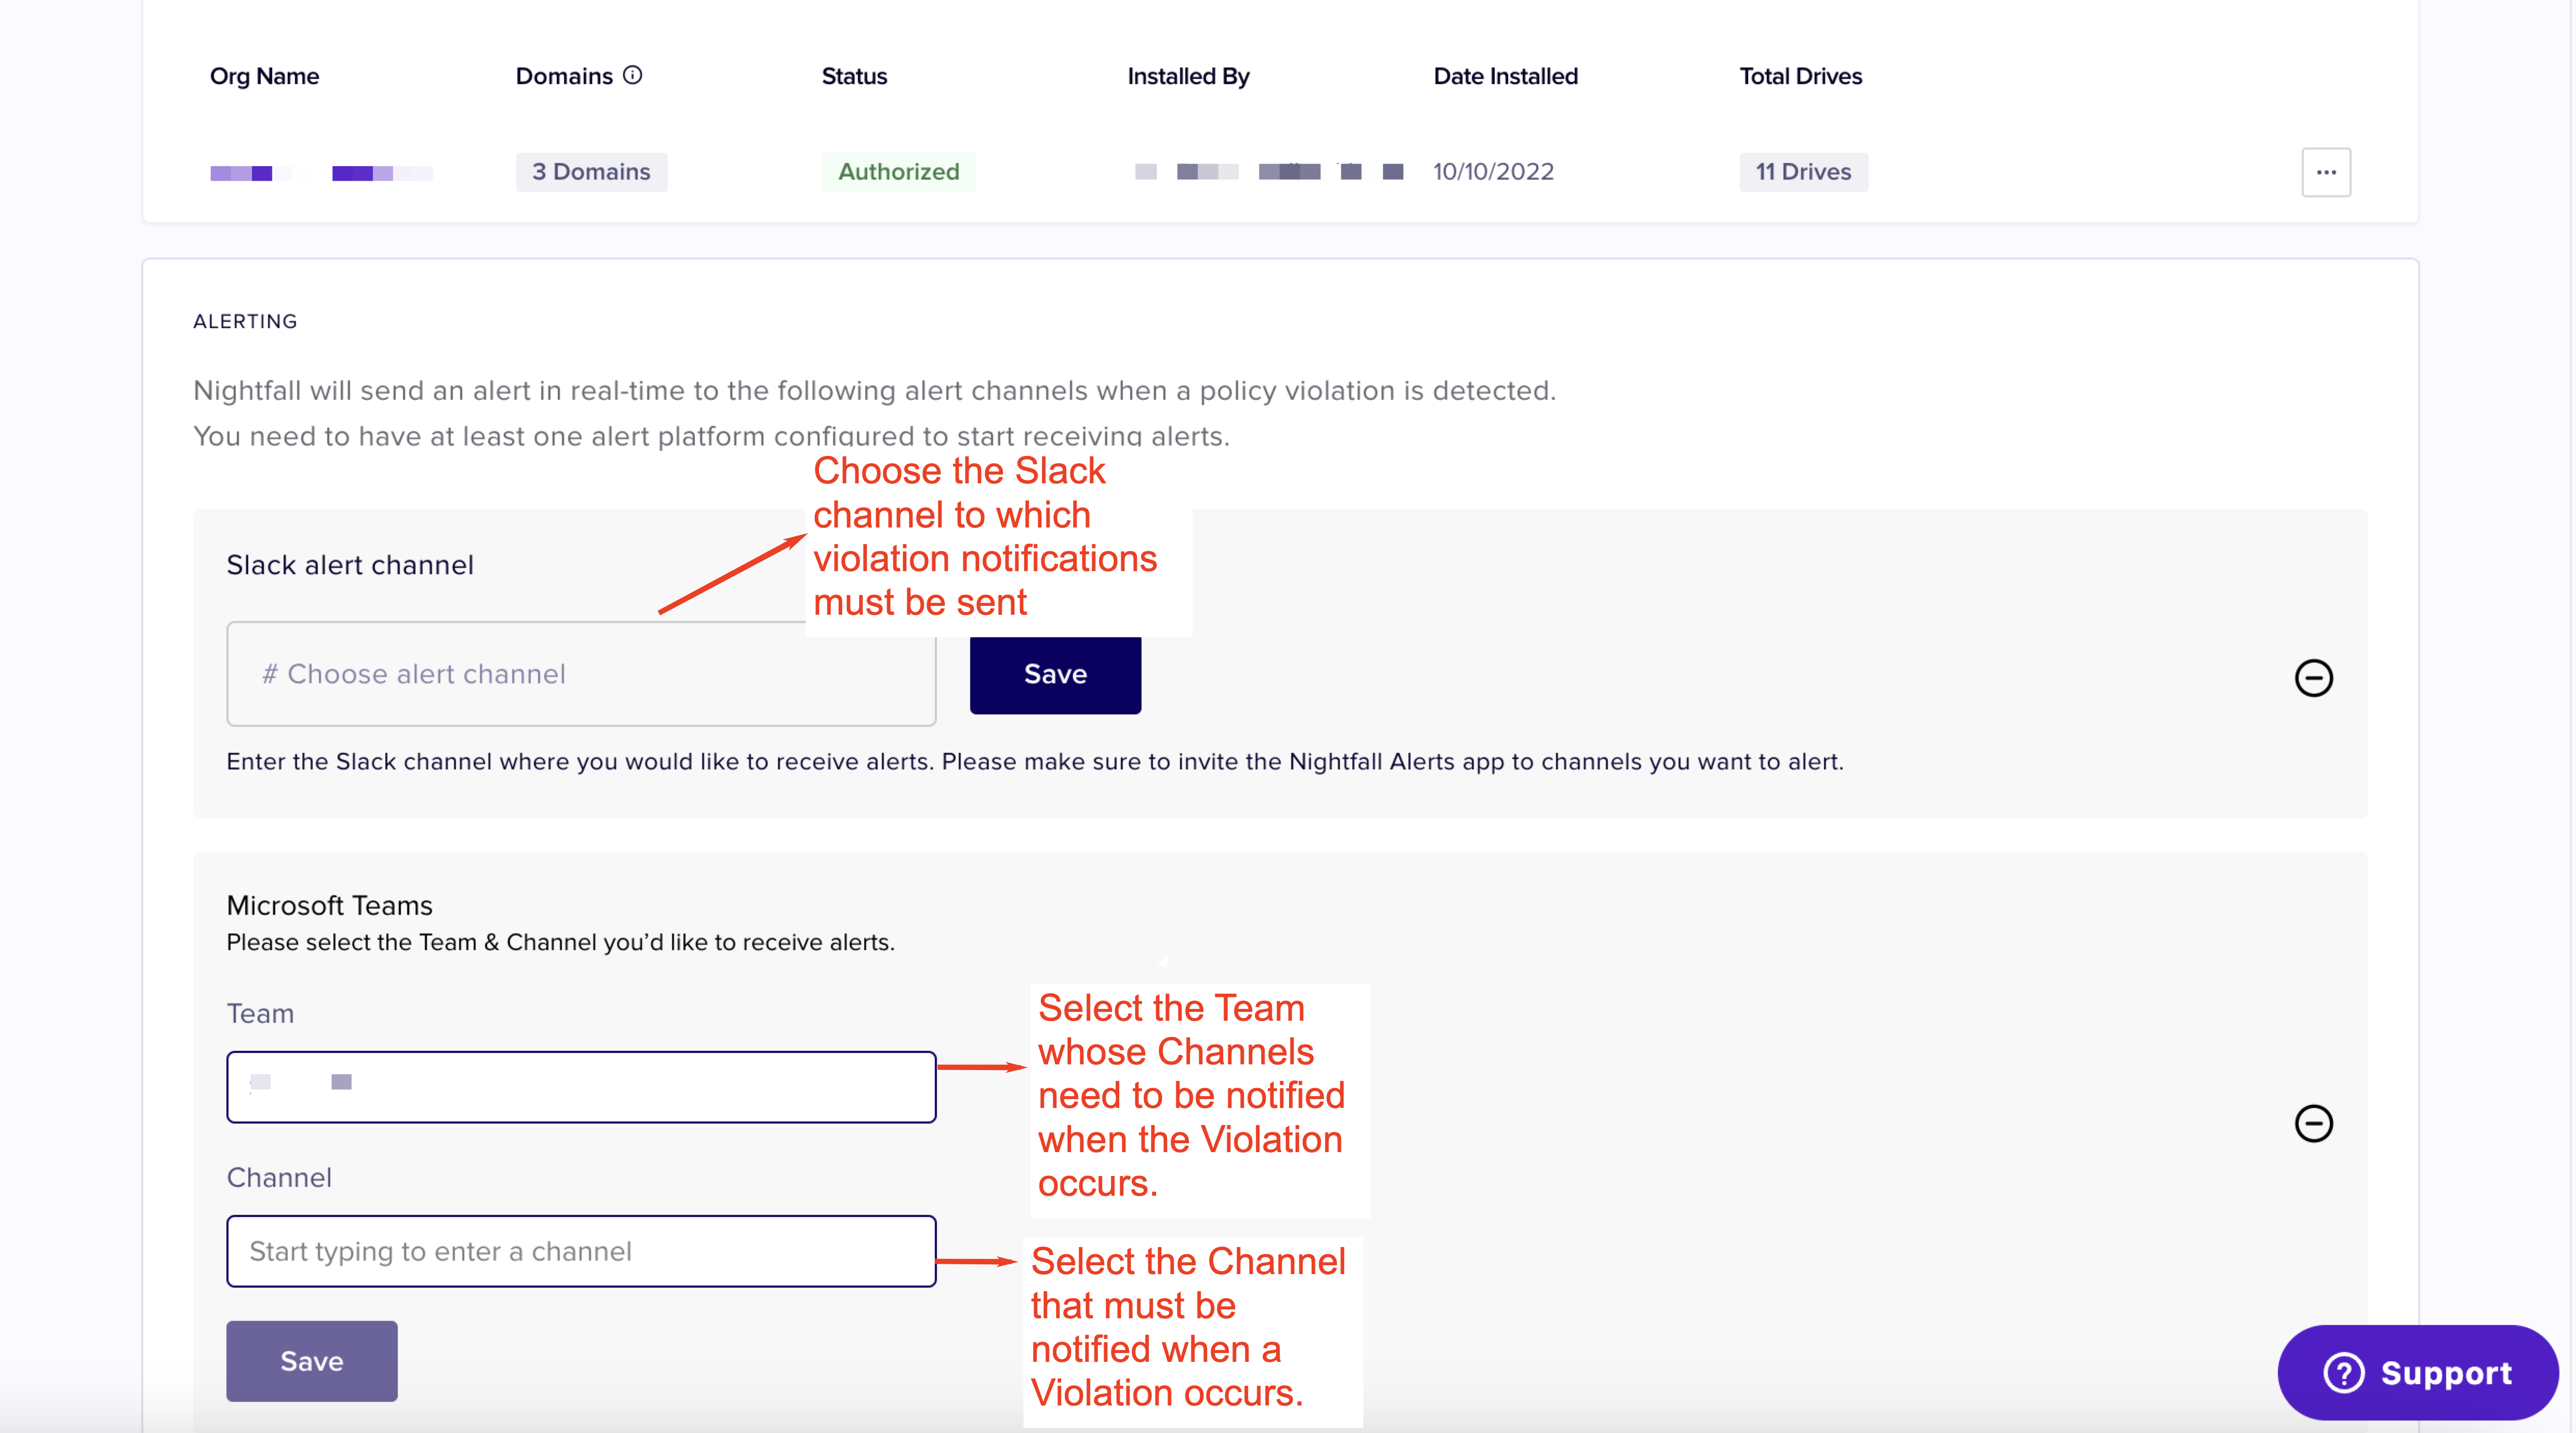 Org Name Domains Status Installed By Date Installed Total Drives
3 Domains Authorized 10/10/2022 11 Drives
ALERTING
Nightfall will send an alert in real-time to the following alert channels when a policy violation is detected.
You need to have at least one alert platform configured to start receiving alerts.
Choose the Slack
channel to which
violation notifications
must be sent
Slack alert channel
# Choose alert channel
Save
Enter the Slack channel where you would like to receive alerts. Please make sure to invite the Nightfall Alerts app to channels you want to alert.
Microsoft Teams
Please select the Team & Channel you’d like to receive alerts.
Team
Select the Team
whose Channels
need to be notified
when the Violation
occurs.
Channel
Start typing to enter a channel
Select the Channel
that must be
notified when a
Violation occurs.
Save
Support